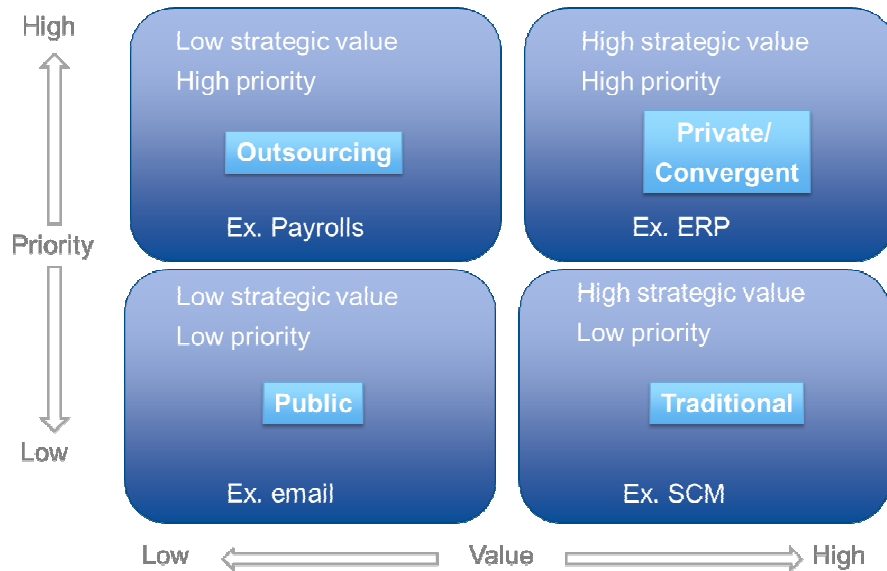 High
Low strategic value
High priority
Outsourcing
Ex. Payrolls
High strategic value
High priority
Private/
Convergent
Ex. ERP
Priority
Low strategic value
Low priority
Public
Ex. email
High strategic value
Low priority
Traditional
Ex. SCM
Low
Low
Value
High